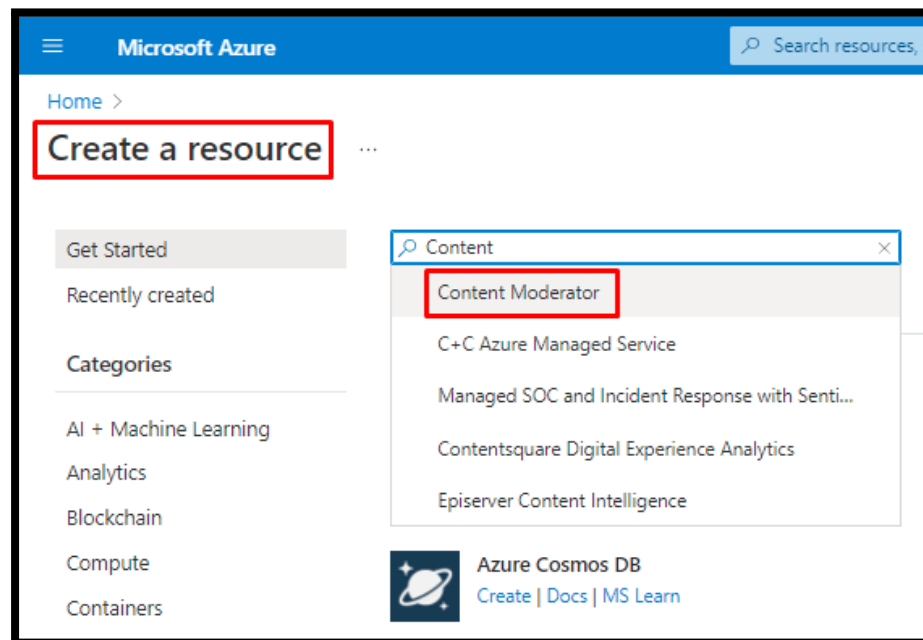 Microsoft Azure
Search resources,
Home >
Create a resource ...
Get Started
Recently created
Categories
AI + Machine Learning
Analytics
Blockchain
Compute
Containers
Content
Content Moderator
C+C Azure Managed Service
Managed SOC and Incident Response with Senti...
Contentsquare Digital Experience Analytics
Episerver Content Intelligence
Azure Cosmos DB
Create | Docs | MS Learn